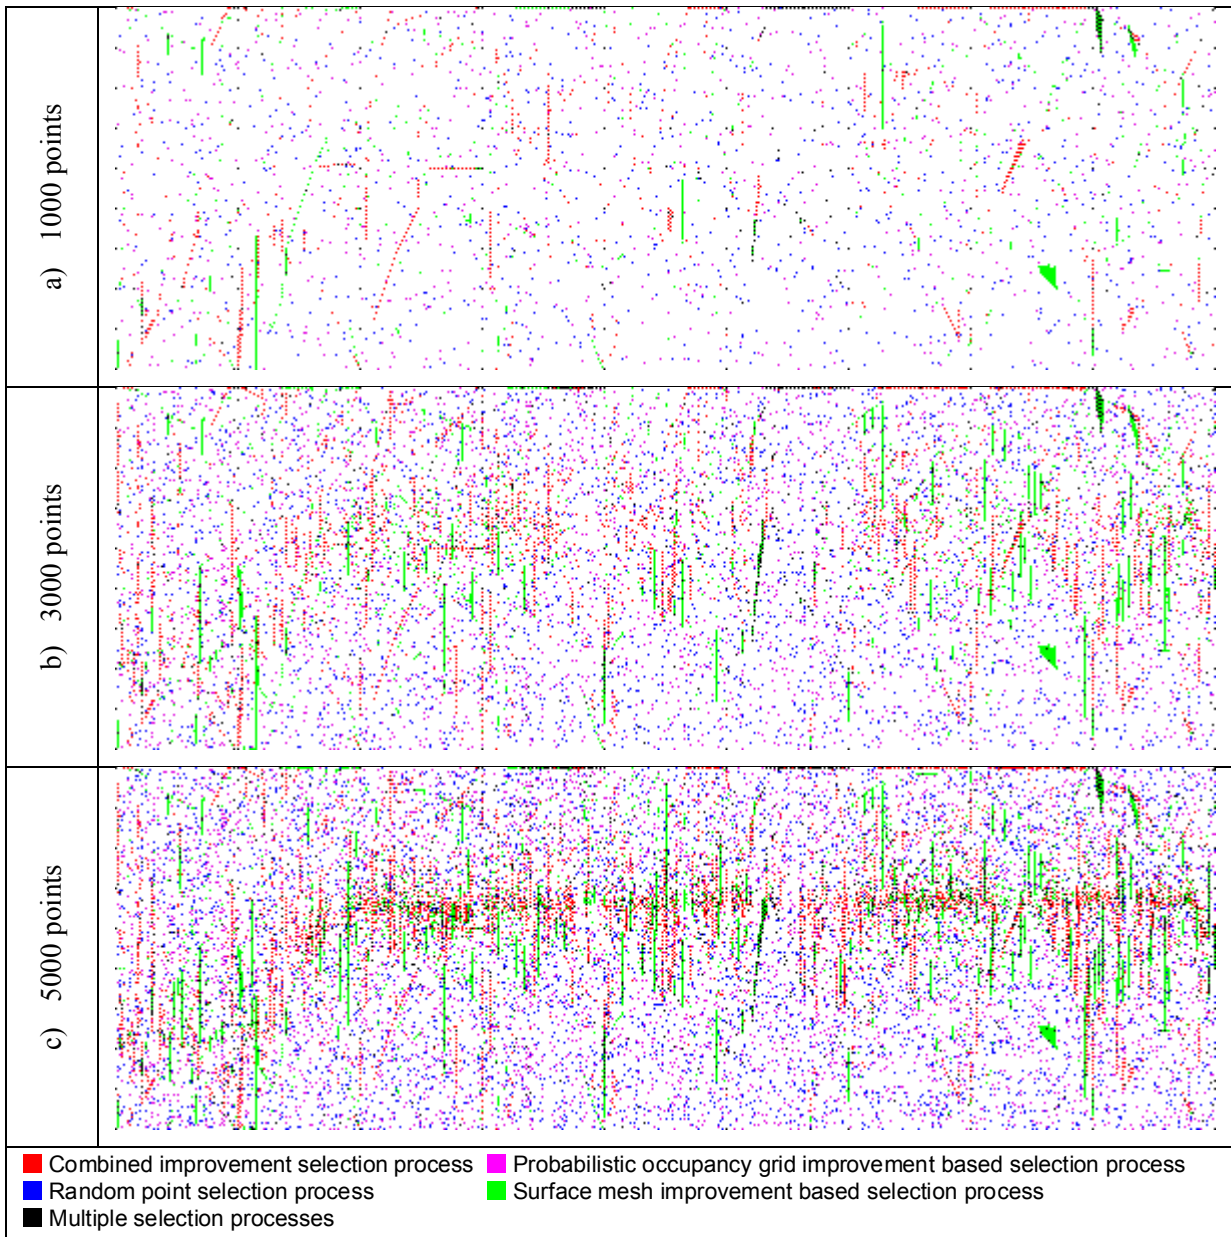 a) 1000 points
b) 3000 points
c) 5000 points
Combined improvement selection process
Probabilistic occupancy grid improvement based selection process
Random point selection process
Surface mesh improvement based selection process
Multiple selection processes